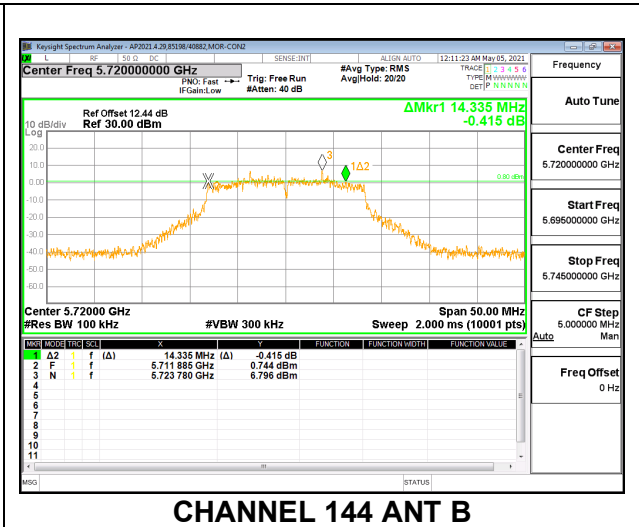 Keysight Spectrum Analyzer - AP2021.4.29,85198/40882,MOR-CON2
L RF 50 Ω DC SENSE:INT ALIGN AUTO 12:11:23 AM May 05, 2021
Center Freq 5.720000000 GHz
PNO: Fast
IFGain:Low
Trig: Free Run
#Atten: 40 dB
#Avg Type: RMS
Avg|Hold: 20/20
TRACE 1 2 3 4 5 6
TYPE M WWWWW
DET P N N N N N
Frequency
Auto Tune
Center Freq
5.720000000 GHz
Start Freq
5.695000000 GHz
Stop Freq
5.745000000 GHz
CF Step
5.000000 MHz
Auto Man
Freq Offset
0 Hz
Ref Offset 12.44 dB
10 dB/div Ref 30.00 dBm
Log
ΔMkr1 14.335 MHz
-0.415 dB
20.0
10.0
0.00
-10.0
-20.0
-30.0
-40.0
-50.0
-60.0
3
1Δ2
0.80 dBm
Center 5.72000 GHz Span 50.00 MHz
#Res BW 100 kHz #VBW 300 kHz Sweep 2.000 ms (10001 pts)
MKR MODE TRC SCL X Y FUNCTION FUNCTION WIDTH FUNCTION VALUE
1 Δ2 1 f (Δ) 14.335 MHz (Δ) -0.415 dB
2 F 1 f 5.711 885 GHz 0.744 dBm
3 N 1 f 5.723 780 GHz 6.796 dBm
4
5
6
7
8
9
10
11
MSG STATUS
CHANNEL 144 ANT B